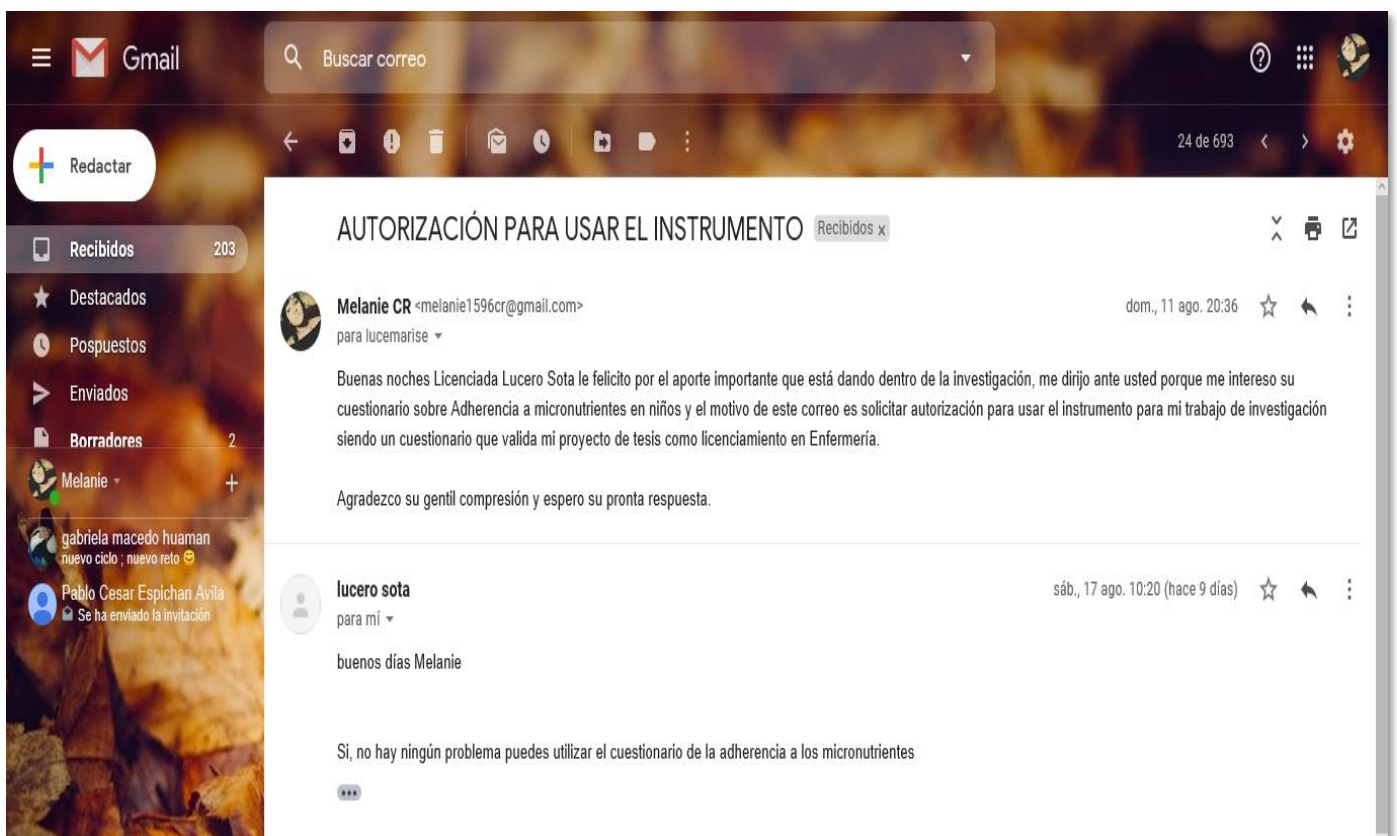 Gmail
Buscar correo
Redactar
24 de 693
Recibidos 203
Destacados
Pospuestos
Enviados
Borradores 2
Melanie
gabriela macedo huaman
nuevo ciclo ; nuevo reto 😊
Pablo Cesar Espichan Avila
Se ha enviado la invitación
AUTORIZACIÓN PARA USAR EL INSTRUMENTO Recibidos x
Melanie CR <melanie1596cr@gmail.com> dom., 11 ago. 20:36
para lucemarise
Buenas noches Licenciada Lucero Sota le felicito por el aporte importante que está dando dentro de la investigación, me dirijo ante usted porque me intereso su
cuestionario sobre Adherencia a micronutrientes en niños y el motivo de este correo es solicitar autorización para usar el instrumento para mi trabajo de investigación
siendo un cuestionario que valida mi proyecto de tesis como licenciamiento en Enfermería.
Agradezco su gentil compresión y espero su pronta respuesta.
lucero sota sáb., 17 ago. 10:20 (hace 9 días)
para mí
buenos días Melanie
Si, no hay ningún problema puedes utilizar el cuestionario de la adherencia a los micronutrientes